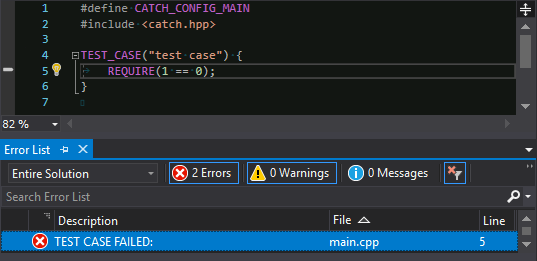 1 #define CATCH_CONFIG_MAIN
2 #include <catch.hpp>
3
4 TEST_CASE("test case") {
5 REQUIRE(1 == 0);
6 }
7
82 %
Error List
Entire Solution 2 Errors 0 Warnings 0 Messages
Search Error List
Description File Line
TEST CASE FAILED: main.cpp 5